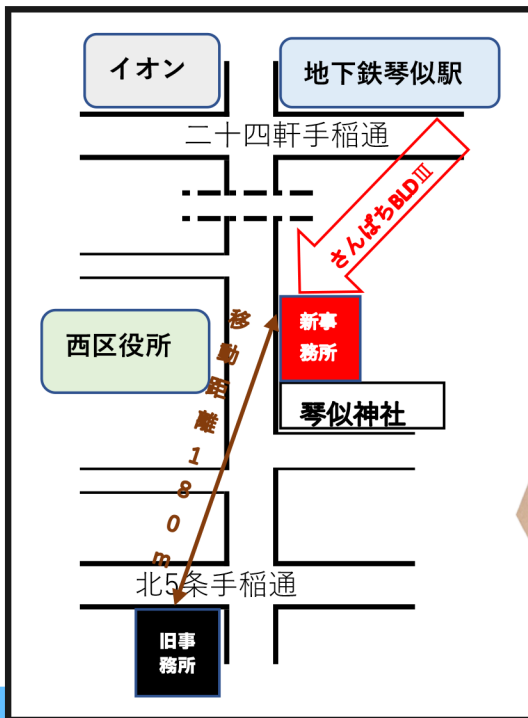 イオン
地下鉄琴似駅
二十四軒手稲通
さんぱちBLDⅢ
新事
務所
西区役所
移動距離180m
琴似神社
北5条手稲通
旧事
務所